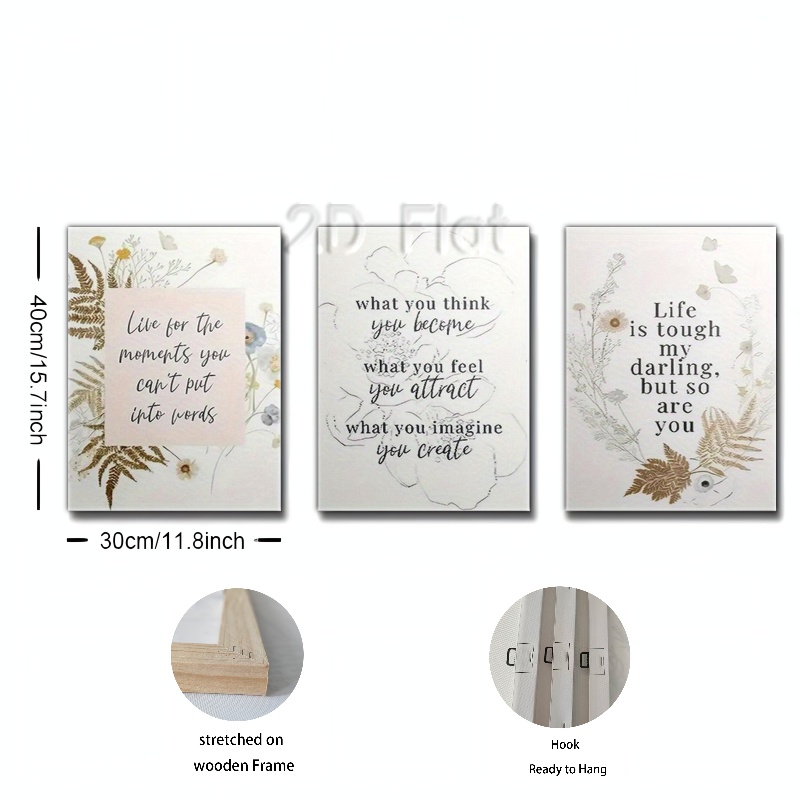 2D Flat
Live for the
moments you
can't put
into words
what you think
you become
what you feel
you attract
what you imagine
you create
Life
is tough
my
darling,
but so
are
you
40cm/15.7inch
30cm/11.8inch
stretched on
wooden Frame
Hook
Ready to Hang